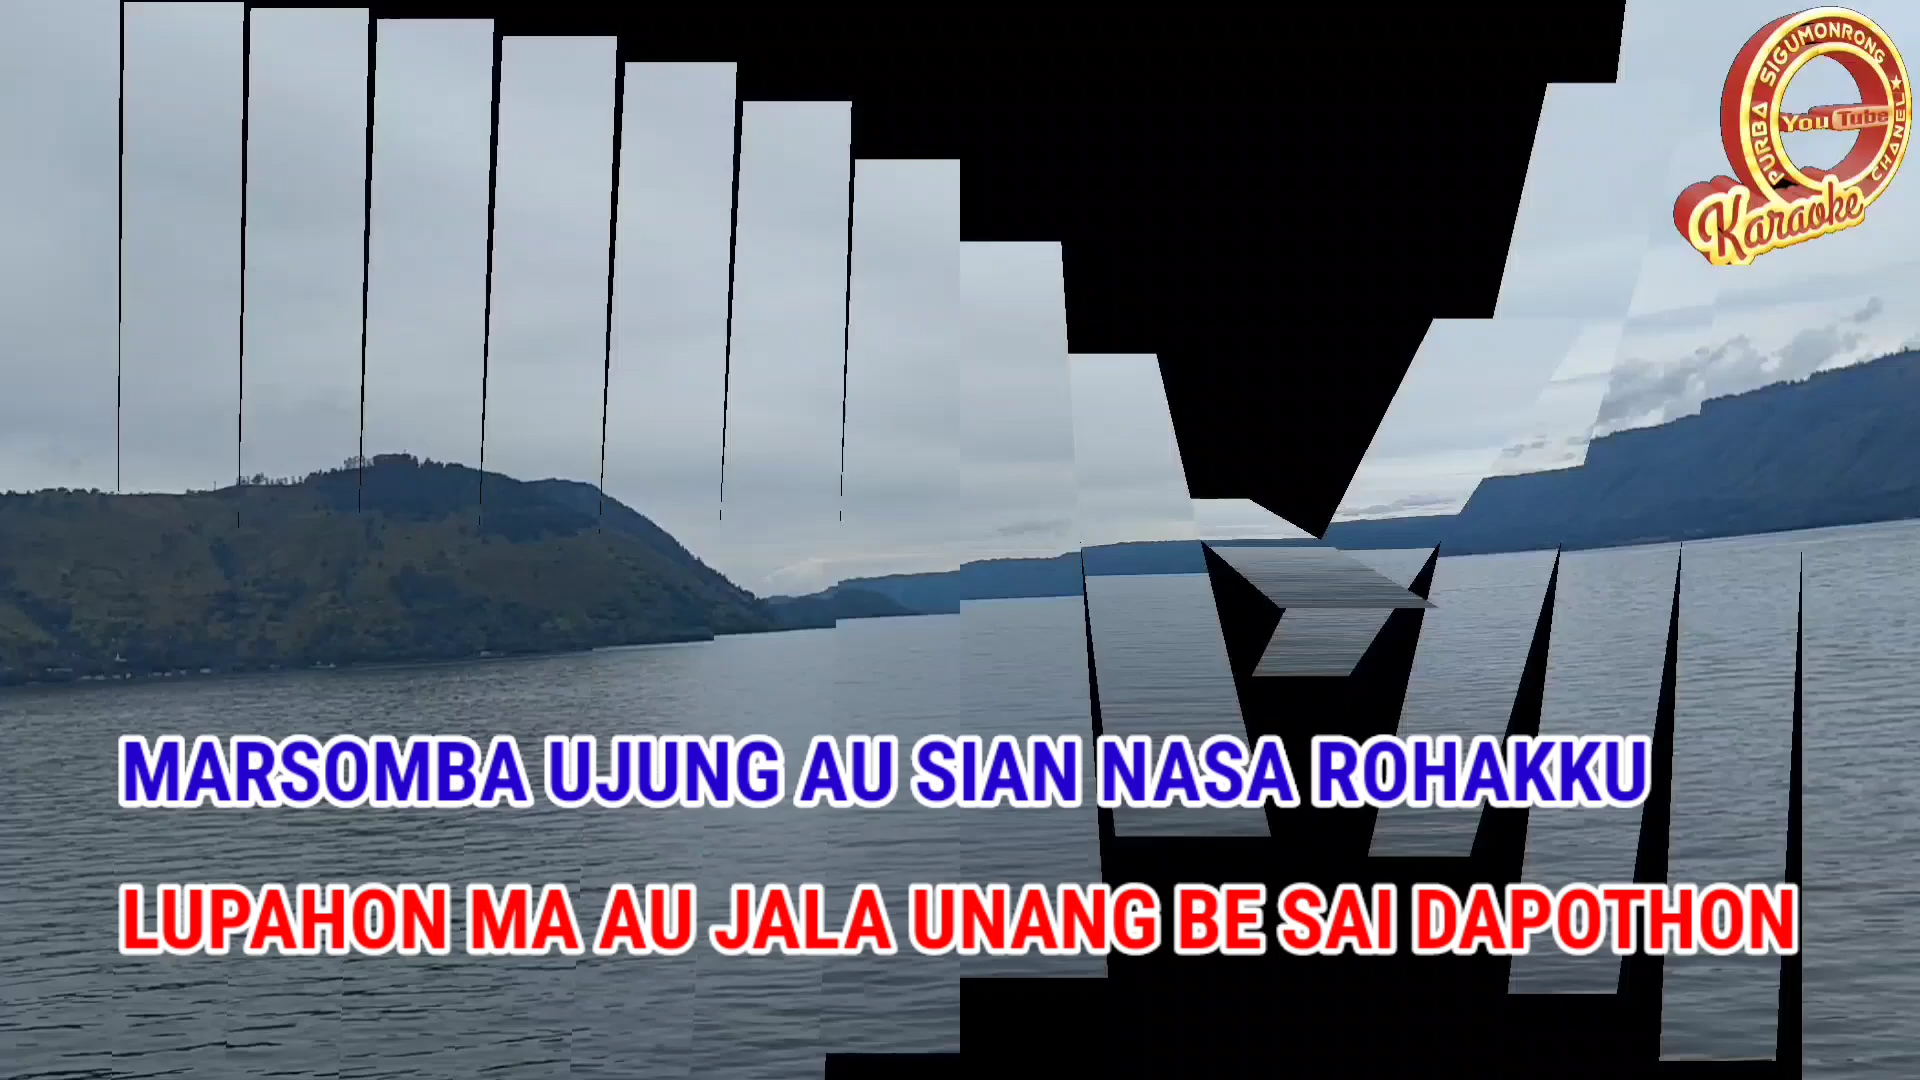 PURBA SIGUMONRONG CHANEL
YouTube
Karaoke
MARSOMBA UJUNG AU SIAN NASA ROHAKKU
LUPAHON MA AU JALA UNANG BE SAI DAPOTHON